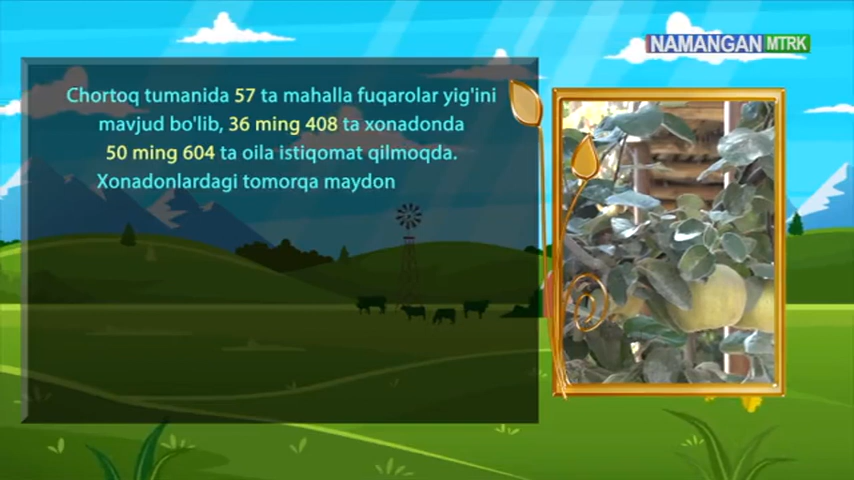 NAMANGAN MTRK
Chortoq tumanida 57 ta mahalla fuqarolar yig'ini
mavjud bo'lib, 36 ming 408 ta xonadonda
50 ming 604 ta oila istiqomat qilmoqda.
Xonadonlardagi tomorqa maydon